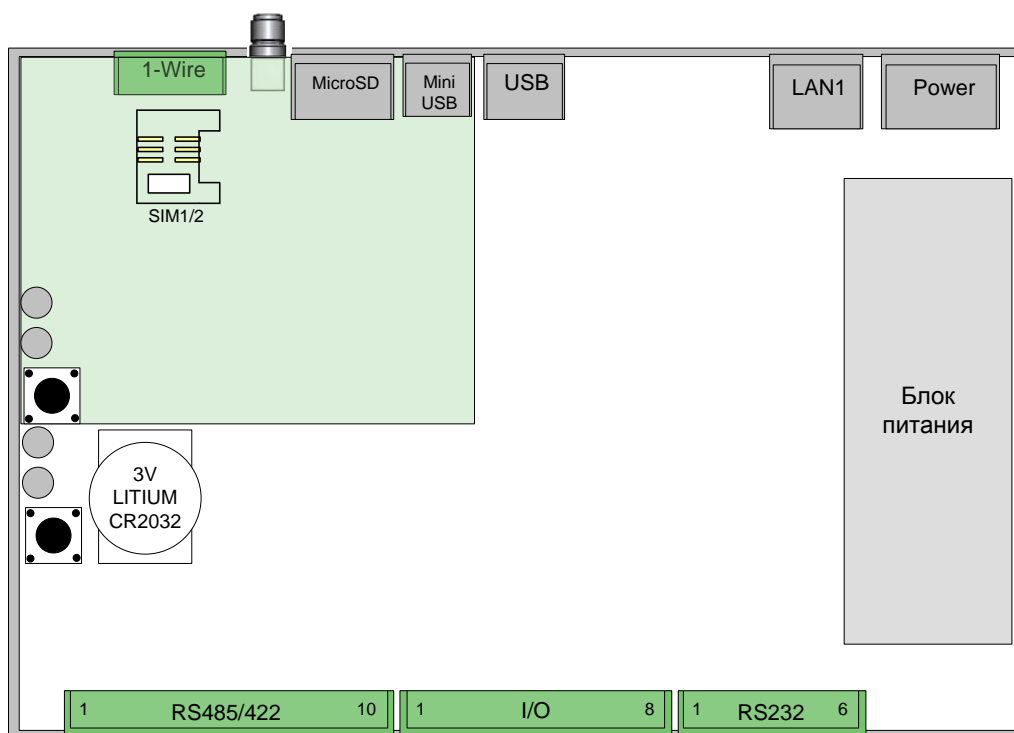 1-Wire
MicroSD
Mini
USB
USB
LAN1
Power
SIM1/2
Блок
питания
3V
LITIUM
CR2032
1 RS485/422 10
1 I/O 8
1 RS232 6